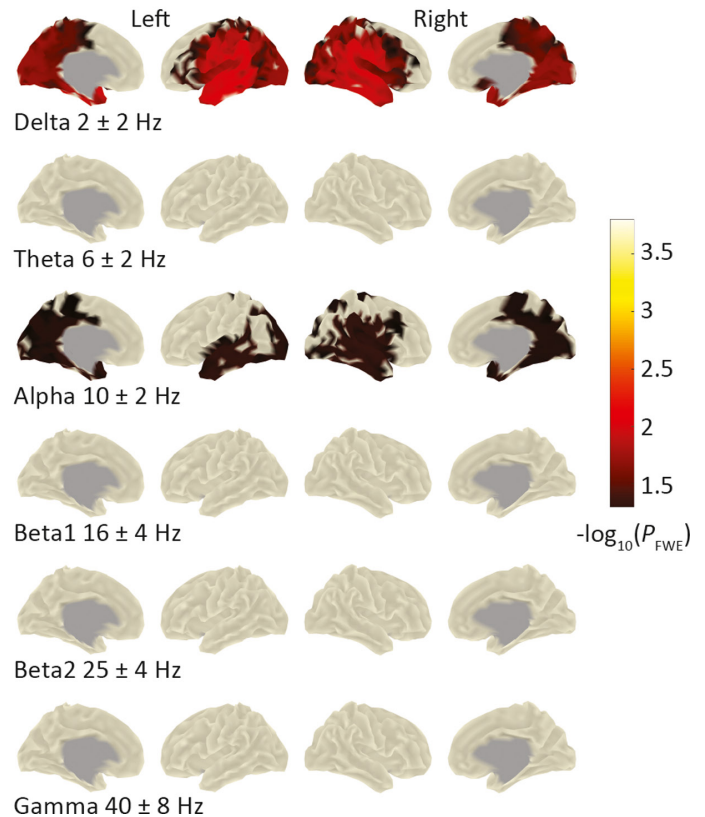 Left
Right
Delta 2 ± 2 Hz
Theta 6 ± 2 Hz
Alpha 10 ± 2 Hz
Beta1 16 ± 4 Hz
Beta2 25 ± 4 Hz
Gamma 40 ± 8 Hz
3.5
3
2.5
2
1.5
-log10(PFWE)